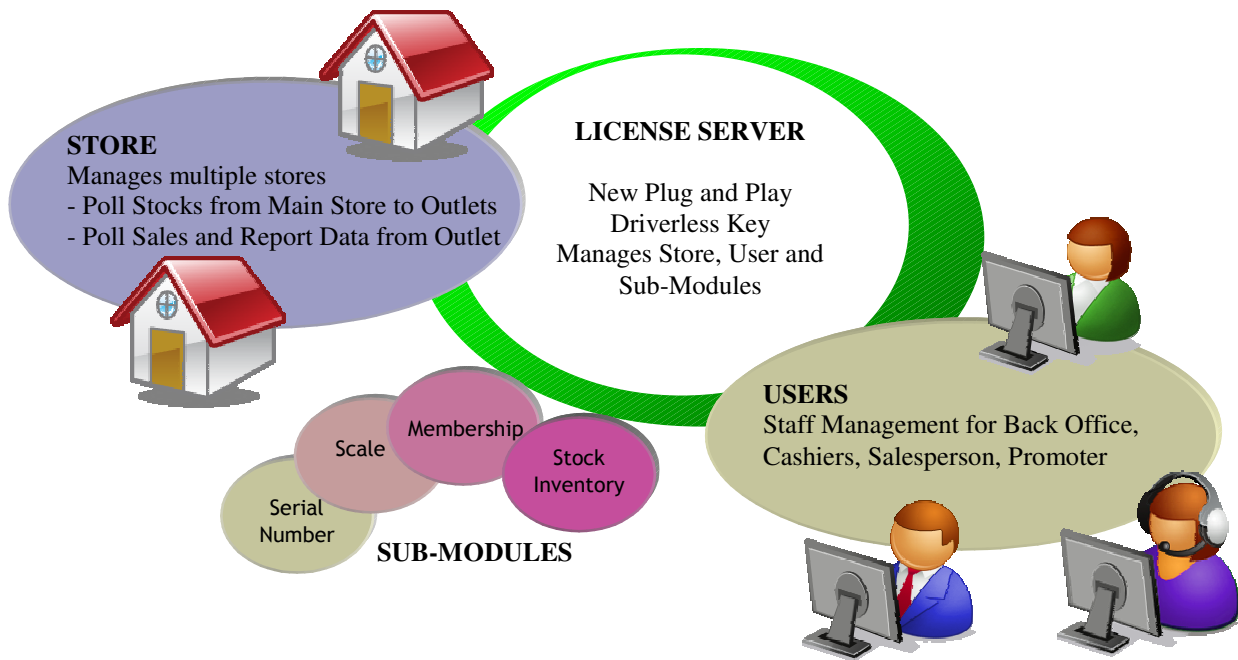 STORE
Manages multiple stores
- Poll Stocks from Main Store to Outlets
- Poll Sales and Report Data from Outlet
LICENSE SERVER
New Plug and Play
Driverless Key
Manages Store, User and
Sub-Modules
USERS
Staff Management for Back Office,
Cashiers, Salesperson, Promoter
Membership
Scale
Stock
Inventory
Serial
Number
SUB-MODULES